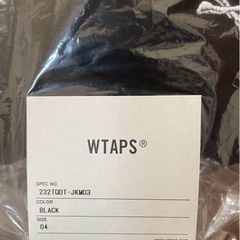 WTAPS®
SPEC NO.
232TQDT-JKM03
COLOR
BLACK
SIZE
04